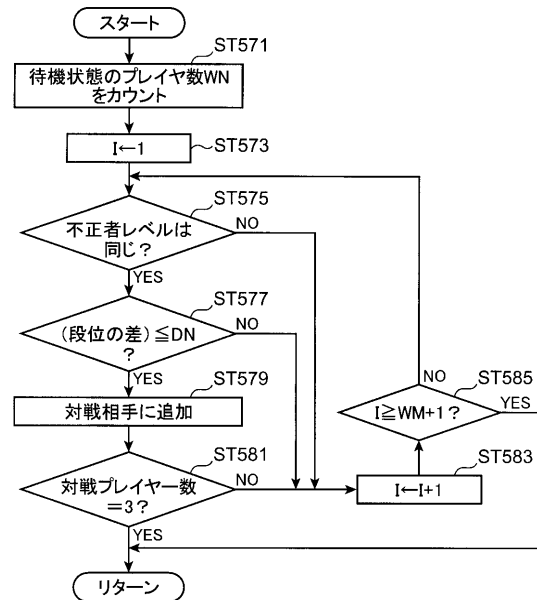 スタート
ST571
待機状態のプレイヤ数WN
をカウント
I←1
ST573
ST575
不正者レベルは
同じ?
NO
YES
ST577
(段位の差)≦DN
?
NO
YES
ST579
対戦相手に追加
ST581
対戦プレイヤー数
=3?
NO
YES
NO
ST585
I≧WM+1?
YES
ST583
I←I+1
リターン